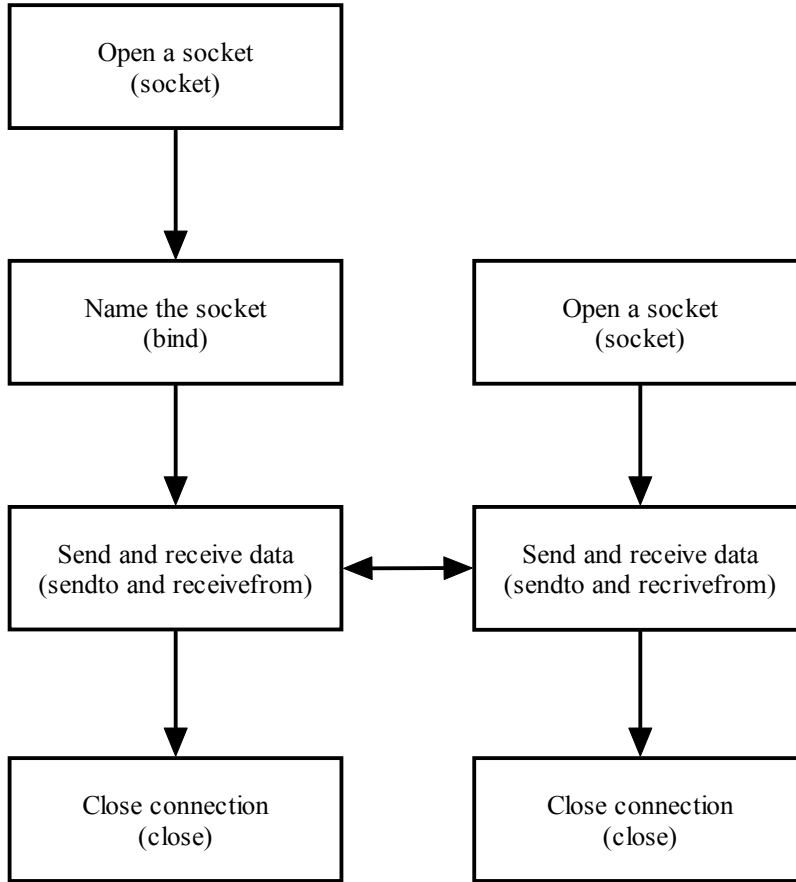 Open a socket
(socket)
Name the socket
(bind)
Open a socket
(socket)
Send and receive data
(sendto and receivefrom)
Send and receive data
(sendto and recrivefrom)
Close connection
(close)
Close connection
(close)